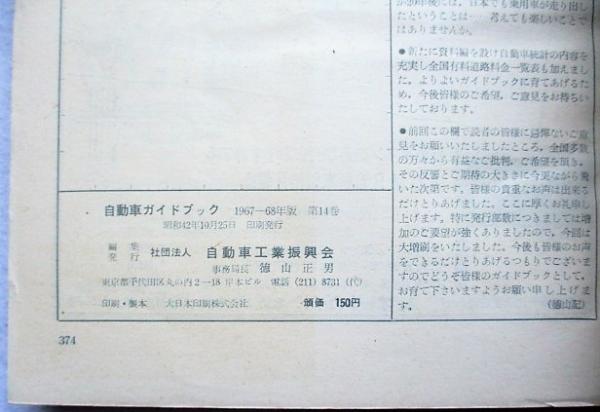 が20年後には、日本でも乗用車が走り出し
たということは… 考えても楽しいことで
はありませんか。
●新たに資料編を設け自動車統計の内容を
充実し全国有料道路料金一覧表も加えまし
た。よりよいガイドブックに育てあげるた
め、今後皆様のご希望、ご意見をお待ちい
たしております。
●前回この欄で読者の皆様に忌憚ないご意
見をお願いいたしましたところ、全国多数
の方々から有益なご批判、ご希望を頂き、
その反響とご期待の大きさに今更ながら驚
いた次第です。皆様の貴重なお声は出来る
だけとりあげました。ここに厚くお礼申し
上げます。特に発行部数につきましては増
加のご要望が強くありましたので、今回は
大増刷をいたしました。今後もお皆様のお声
をできるだけとりあげるつもりでございま
すのでどうぞ皆様のガイドブックとして、
お育て下さいますようお願い申し上げま
す。 (徳山記)
自動車ガイドブック 1967—68年版 第14巻
昭和42年10月25日 印刷発行
編集
発行 社団法人 自動車工業振興会
事務局長 徳山正男
東京都千代田区丸の内2—18 岸本ビル 電話 (211) 8731 (代)
印刷・製本 大日本印刷株式会社 頒価 150円
374